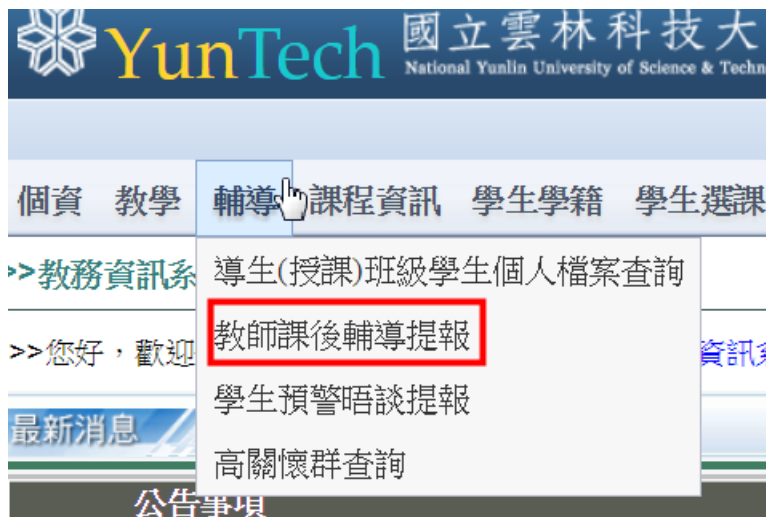 YunTech 國立雲林科技大
National Yunlin University of Science & Techn
個資 教學 輔導 課程資訊 學生學籍 學生選課
>>教務資訊系
導生(授課)班級學生個人檔案查詢
教師課後輔導提報
>>您好，歡迎
資訊系
學生預警晤談提報
最新消息
高關懷群查詢
公告事項